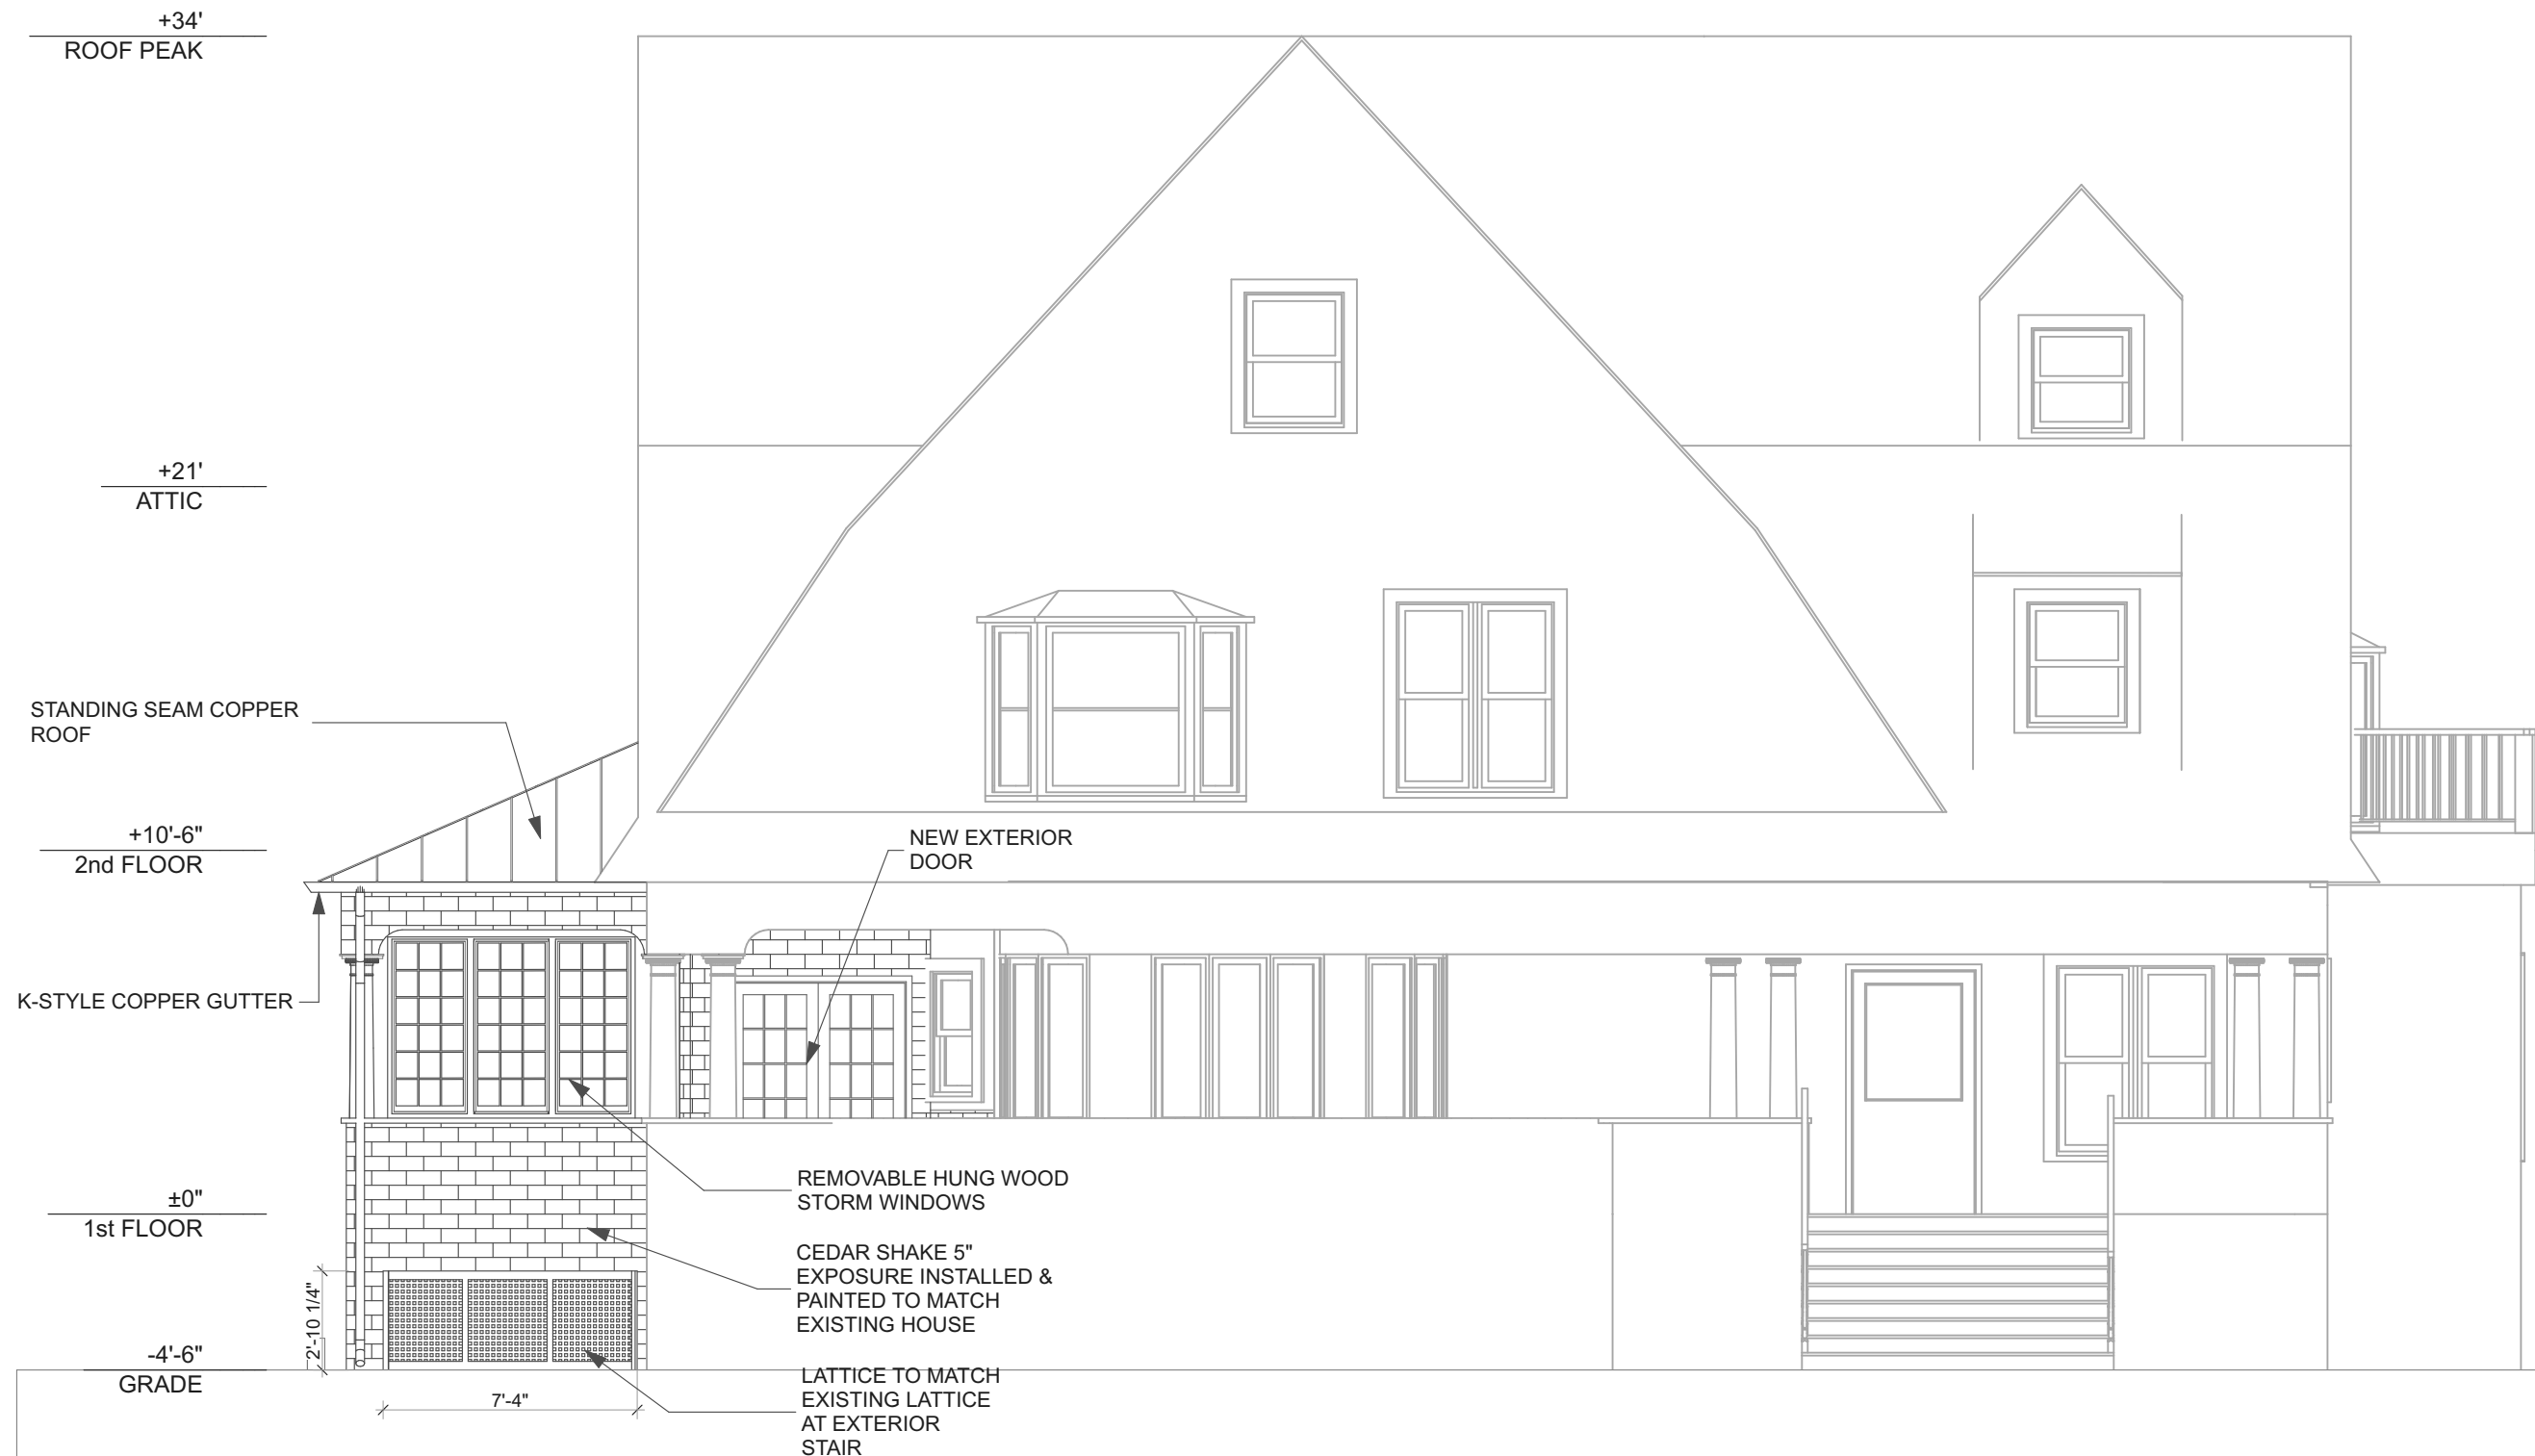 +34'
ROOF PEAK
+21'
ATTIC
STANDING SEAM COPPER
ROOF
+10'-6"
2nd FLOOR
NEW EXTERIOR
DOOR
K-STYLE COPPER GUTTER
REMOVABLE HUNG WOOD
STORM WINDOWS
±0"
1st FLOOR
CEDAR SHAKE 5"
EXPOSURE INSTALLED &
PAINTED TO MATCH
EXISTING HOUSE
2'-10 1/4"
-4'-6"
GRADE
7'-4"
LATTICE TO MATCH
EXISTING LATTICE
AT EXTERIOR
STAIR